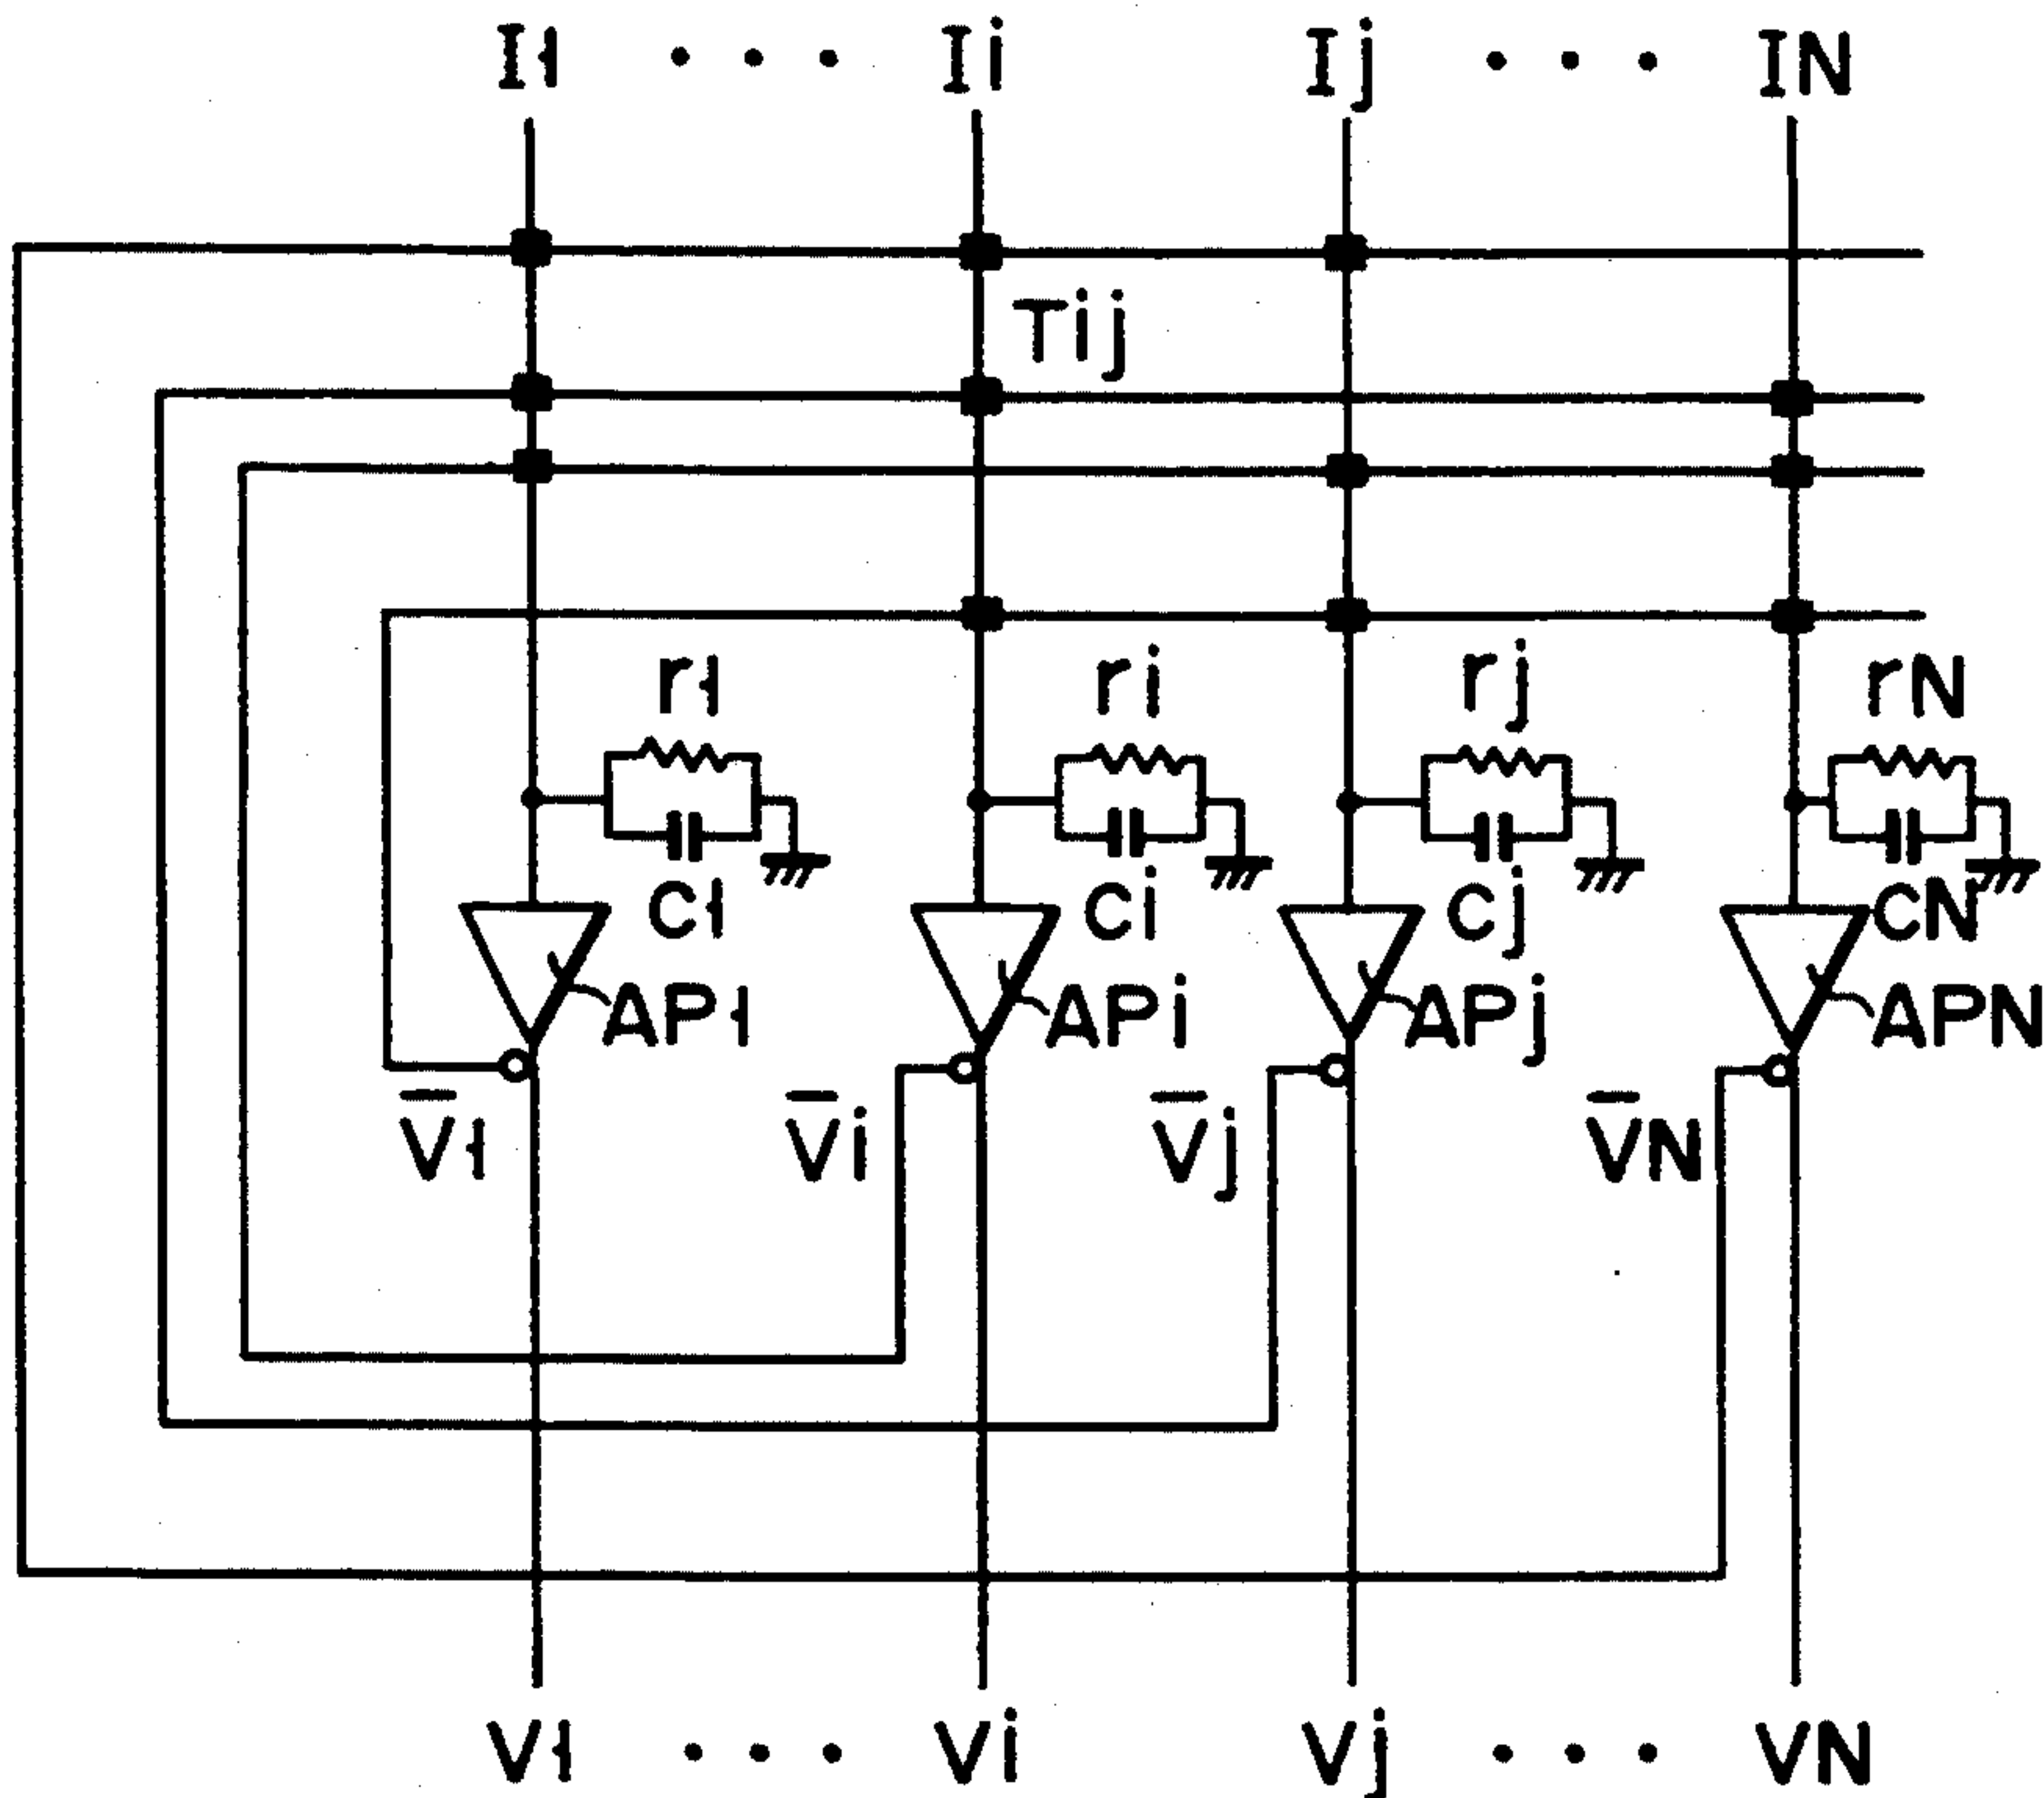 I1 • • • Ii Ij • • • IN
Tij
r1 ri rj rN
C1 Ci Cj CN
AP1 APi APj APN
V̅1 V̅i V̅j V̅N
V1 • • • Vi Vj • • • VN